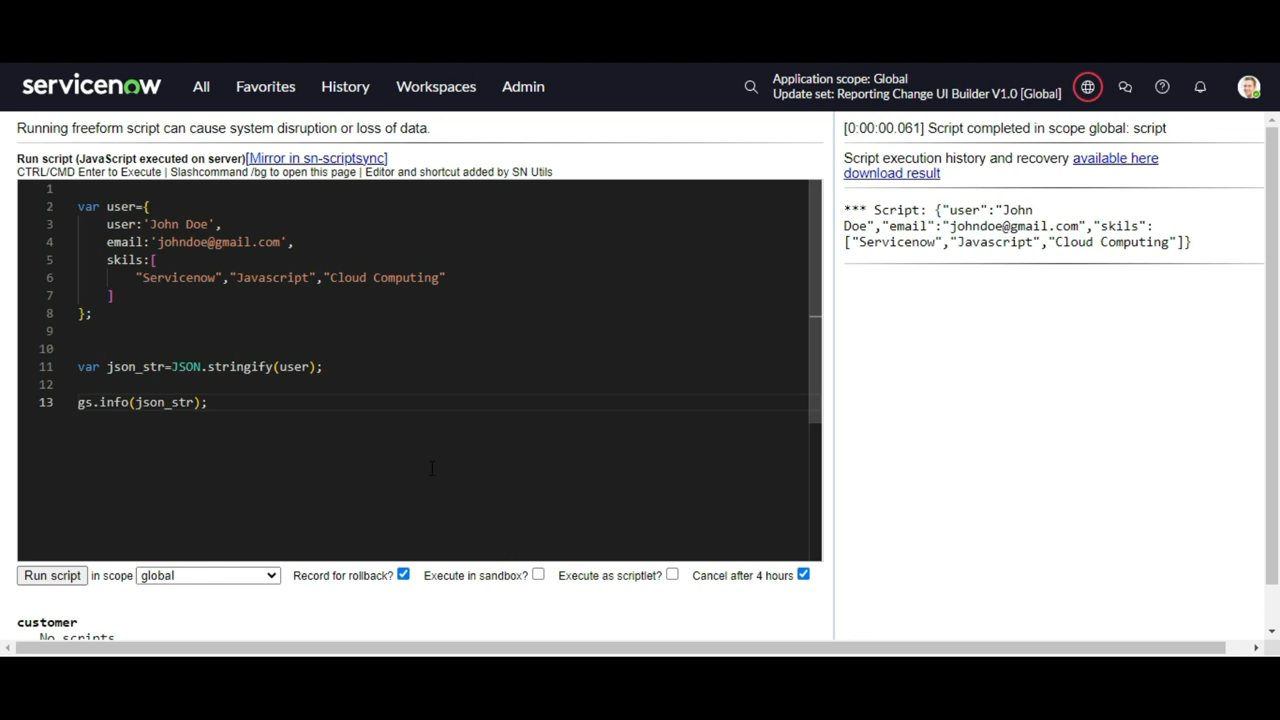 servicenow All Favorites History Workspaces Admin
Application scope: Global
Update set: Reporting Change UI Builder V1.0 [Global]
Running freeform script can cause system disruption or loss of data.
Run script (JavaScript executed on server)[Mirror in sn-scriptsync]
CTRL/CMD Enter to Execute | Slashcommand /bg to open this page | Editor and shortcut added by SN Utils
1
2 var user={
3 user:'John Doe',
4 email:'johndoe@gmail.com',
5 skils:[
6 "Servicenow","Javascript","Cloud Computing"
7 ]
8 };
9
10
11 var json_str=JSON.stringify(user);
12
13 gs.info(json_str);
Run script in scope global Record for rollback? Execute in sandbox? Execute as scriptlet? Cancel after 4 hours
customer
No scripts
[0:00:00.061] Script completed in scope global: script
Script execution history and recovery available here
download result
*** Script: {"user":"John
Doe","email":"johndoe@gmail.com","skils":
["Servicenow","Javascript","Cloud Computing"]}